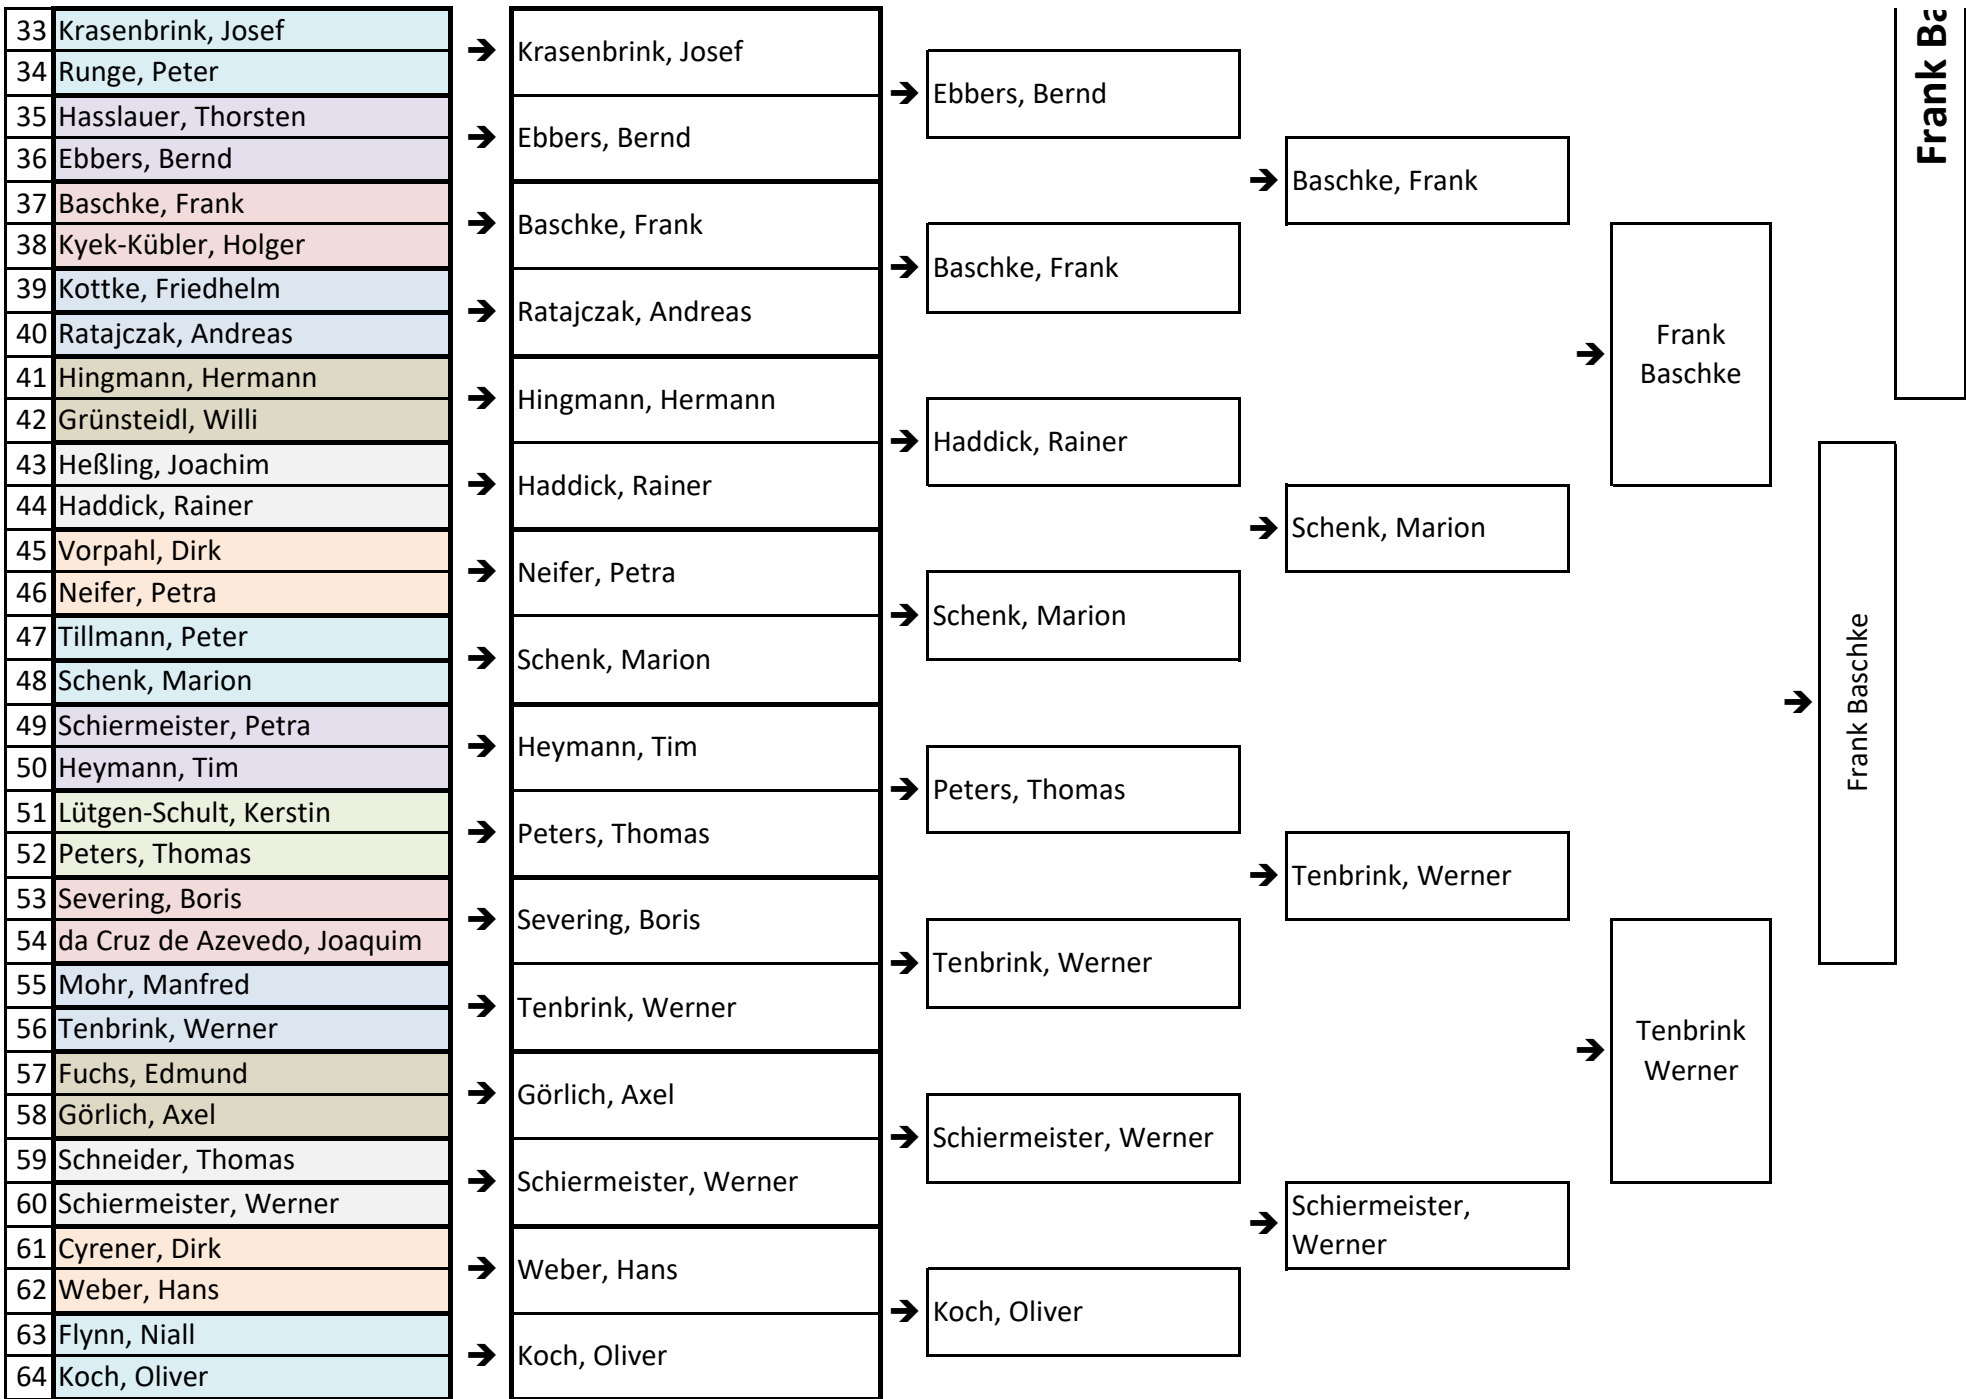 33 Krasenbrink, Josef
34 Runge, Peter
35 Hasslauer, Thorsten
36 Ebbers, Bernd
37 Baschke, Frank
38 Kyek-Kübler, Holger
39 Kottke, Friedhelm
40 Ratajczak, Andreas
41 Hingmann, Hermann
42 Grünsteidl, Willi
43 Heßling, Joachim
44 Haddick, Rainer
45 Vorpahl, Dirk
46 Neifer, Petra
47 Tillmann, Peter
48 Schenk, Marion
49 Schiermeister, Petra
50 Heymann, Tim
51 Lütgen-Schult, Kerstin
52 Peters, Thomas
53 Severing, Boris
54 da Cruz de Azevedo, Joaquim
55 Mohr, Manfred
56 Tenbrink, Werner
57 Fuchs, Edmund
58 Görlich, Axel
59 Schneider, Thomas
60 Schiermeister, Werner
61 Cyrener, Dirk
62 Weber, Hans
63 Flynn, Niall
64 Koch, Oliver
Krasenbrink, Josef
Ebbers, Bernd
Baschke, Frank
Ratajczak, Andreas
Hingmann, Hermann
Haddick, Rainer
Neifer, Petra
Schenk, Marion
Heymann, Tim
Peters, Thomas
Severing, Boris
Tenbrink, Werner
Görlich, Axel
Schiermeister, Werner
Weber, Hans
Koch, Oliver
Ebbers, Bernd
Baschke, Frank
Haddick, Rainer
Schenk, Marion
Peters, Thomas
Tenbrink, Werner
Schiermeister, Werner
Koch, Oliver
Baschke, Frank
Schenk, Marion
Tenbrink, Werner
Schiermeister,
Werner
Frank
Baschke
Tenbrink
Werner
Frank Baschke
Frank